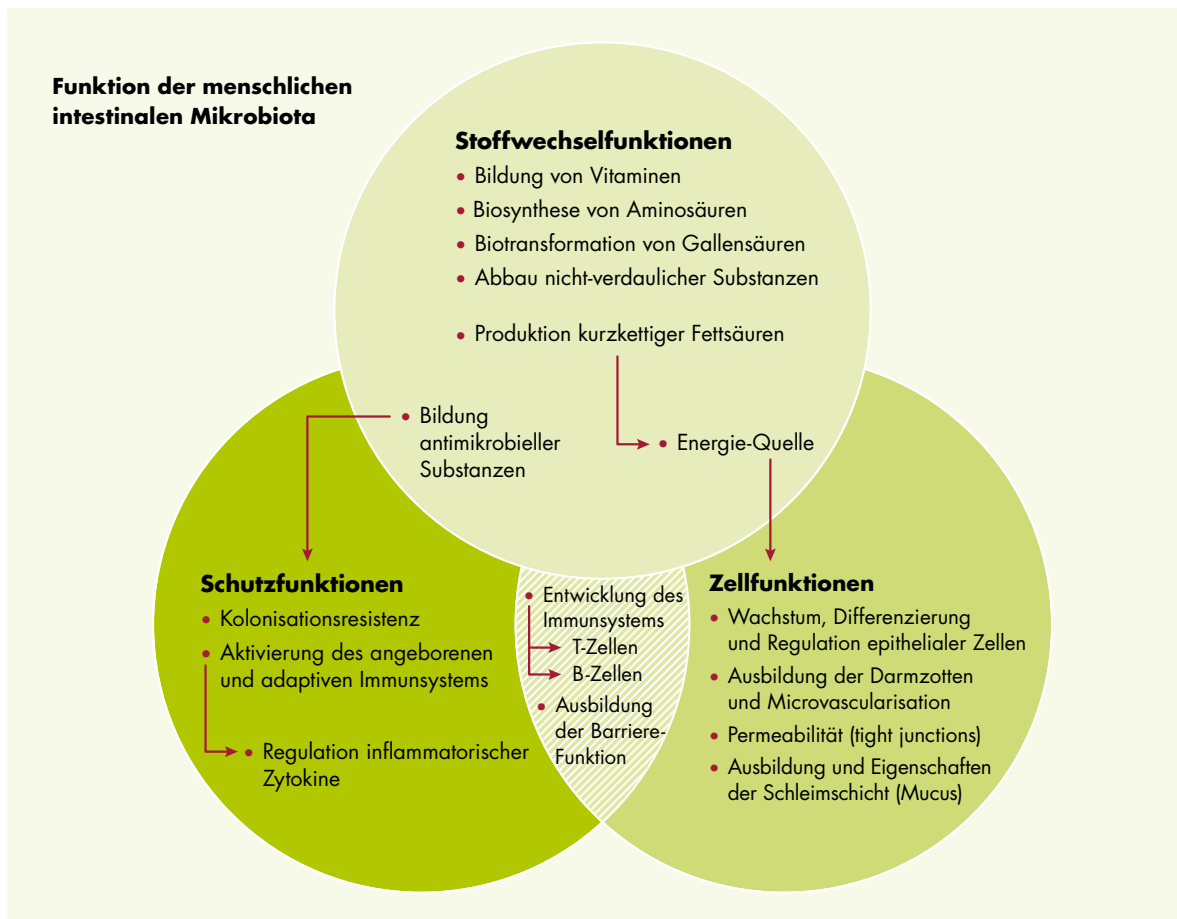 Funktion der menschlichen
intestinalen Mikrobiota
Stoffwechselfunktionen
• Bildung von Vitaminen
• Biosynthese von Aminosäuren
• Biotransformation von Gallensäuren
• Abbau nicht-verdaulicher Substanzen
• Produktion kurzkettiger Fettsäuren
• Bildung
antimikrobieller
Substanzen
• Energie-Quelle
Schutzfunktionen
• Kolonisationsresistenz
• Aktivierung des angeborenen
und adaptiven Immunsystems
• Regulation inflammatorischer
Zytokine
• Entwicklung des
Immunsystems
T-Zellen
B-Zellen
• Ausbildung
der Barriere-
Funktion
Zellfunktionen
• Wachstum, Differenzierung
und Regulation epithelialer Zellen
• Ausbildung der Darmzotten
und Microvascularisation
• Permeabilität (tight junctions)
• Ausbildung und Eigenschaften
der Schleimschicht (Mucus)